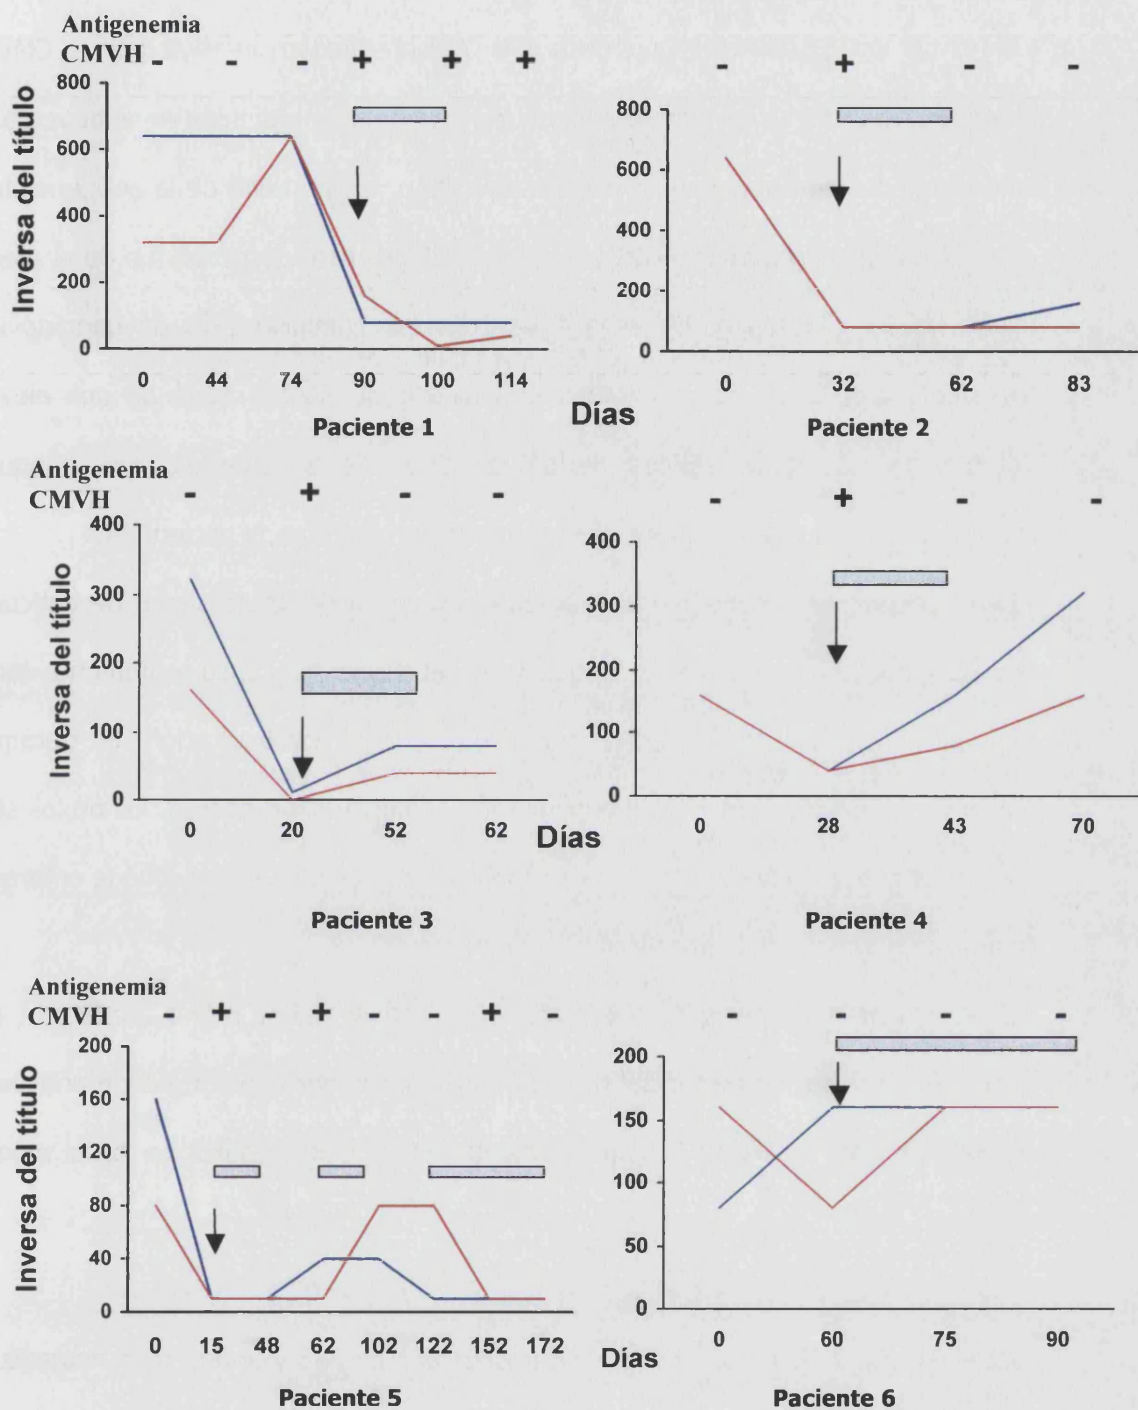 Antigenemia
CMVH
- - - + + +
- + - -
Inversa del título
800
600
400
200
0
0 44 74 90 100 114
Paciente 1
800
600
400
200
0
0 32 62 83
Días
Paciente 2
Antigenemia
CMVH
- + - -
- + - -
Inversa del título
400
300
200
100
0
0 20 52 62
Paciente 3
400
300
200
100
0
0 28 43 70
Días
Paciente 4
Antigenemia
CMVH
- + - + - - + -
- - - -
Inversa del título
200
160
120
80
40
0
0 15 48 62 102 122 152 172
Paciente 5
200
150
100
50
0
0 60 75 90
Días
Paciente 6